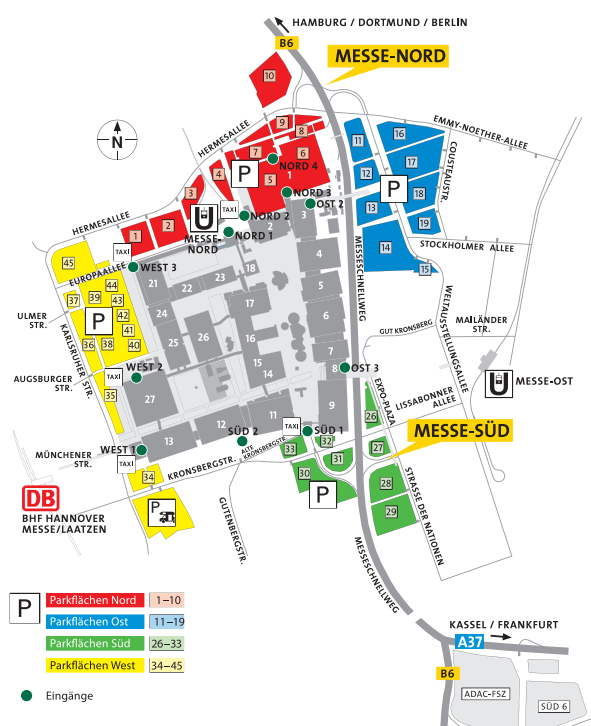 HAMBURG / DORTMUND / BERLIN
B6
MESSE-NORD
10
N
HERMESALLEE
9
8
EMMY-NOETHER-ALLEE
7
6
11
16
COUSTEAUSTR.
NORD 4
17
12
4
P
5
1
P
3
NORD 3
18
TAXI
OST 2
13
U
NORD 2
HERMESALLEE
2
19
MESSE-
NORD
NORD 1
2
3
1
TAXI
14
STOCKHOLMER ALLEE
45
EUROPAALLEE
WEST 3
4
15
18
21
22
23
5
MESSESCHNELLWEG
WELTAUSSTELLUNGSALLEE
44
39
43
37
17
24
6
ULMER
STR.
P
42
41
26
16
GUT KRONSBERG
MAILÄNDER
STR.
36
38
40
25
7
15
KARLSRUHER STR.
WEST 2
14
8
OST 3
AUGSBURGER
STR.
TAXI
35
EXPO-PLAZA
U
MESSE-OST
27
LISSABONNER
ALLEE
9
26
11
12
TAXI
SÜD 1
MESSE-SÜD
13
SÜD 2
WEST 1
32
27
MÜNCHENER
STR.
TAXI
ALTE
KRONSBERGSTR.
33
31
KRONSBERGSTR.
34
30
28
DB
P
P
STRASSE DER NATIONEN
29
BHF HANNOVER
MESSE/LAATZEN
GUTENBERGSTR.
MESSESCHNELLWEG
P
Parkflächen Nord
1–10
Parkflächen Ost
11–19
Parkflächen Süd
26–33
Parkflächen West
34–45
Eingänge
KASSEL / FRANKFURT
A37
B6
ADAC-FSZ
SÜD 6